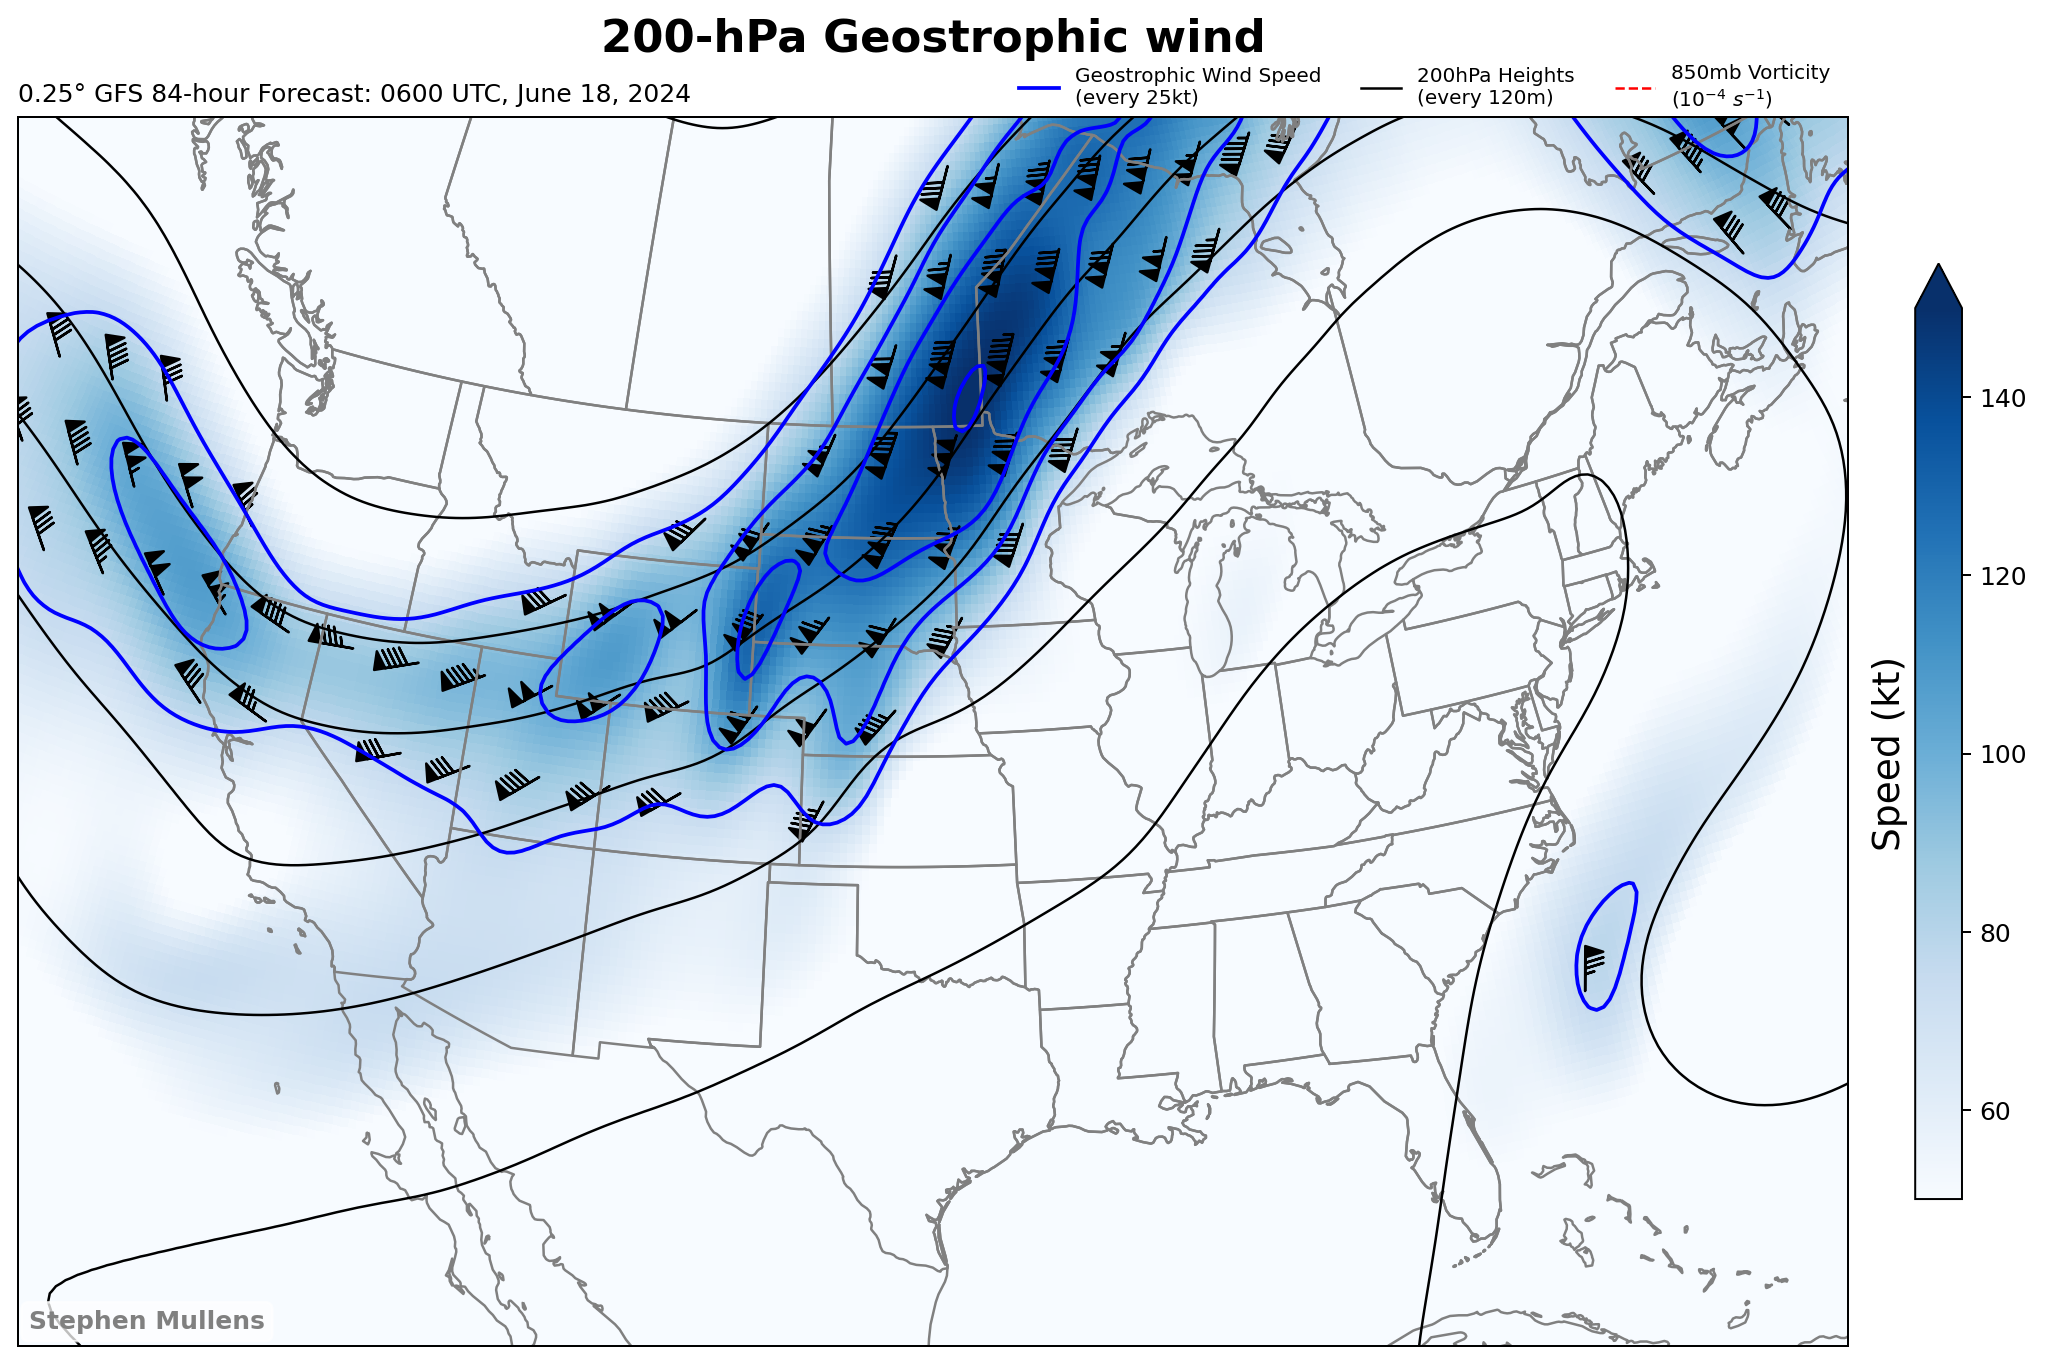 200-hPa Geostrophic wind
0.25° GFS 84-hour Forecast: 0600 UTC, June 18, 2024
Geostrophic Wind Speed
(every 25kt)
200hPa Heights
(every 120m)
850mb Vorticity
(10⁻⁴ s⁻¹)
140
120
100
80
60
Speed (kt)
Stephen Mullens